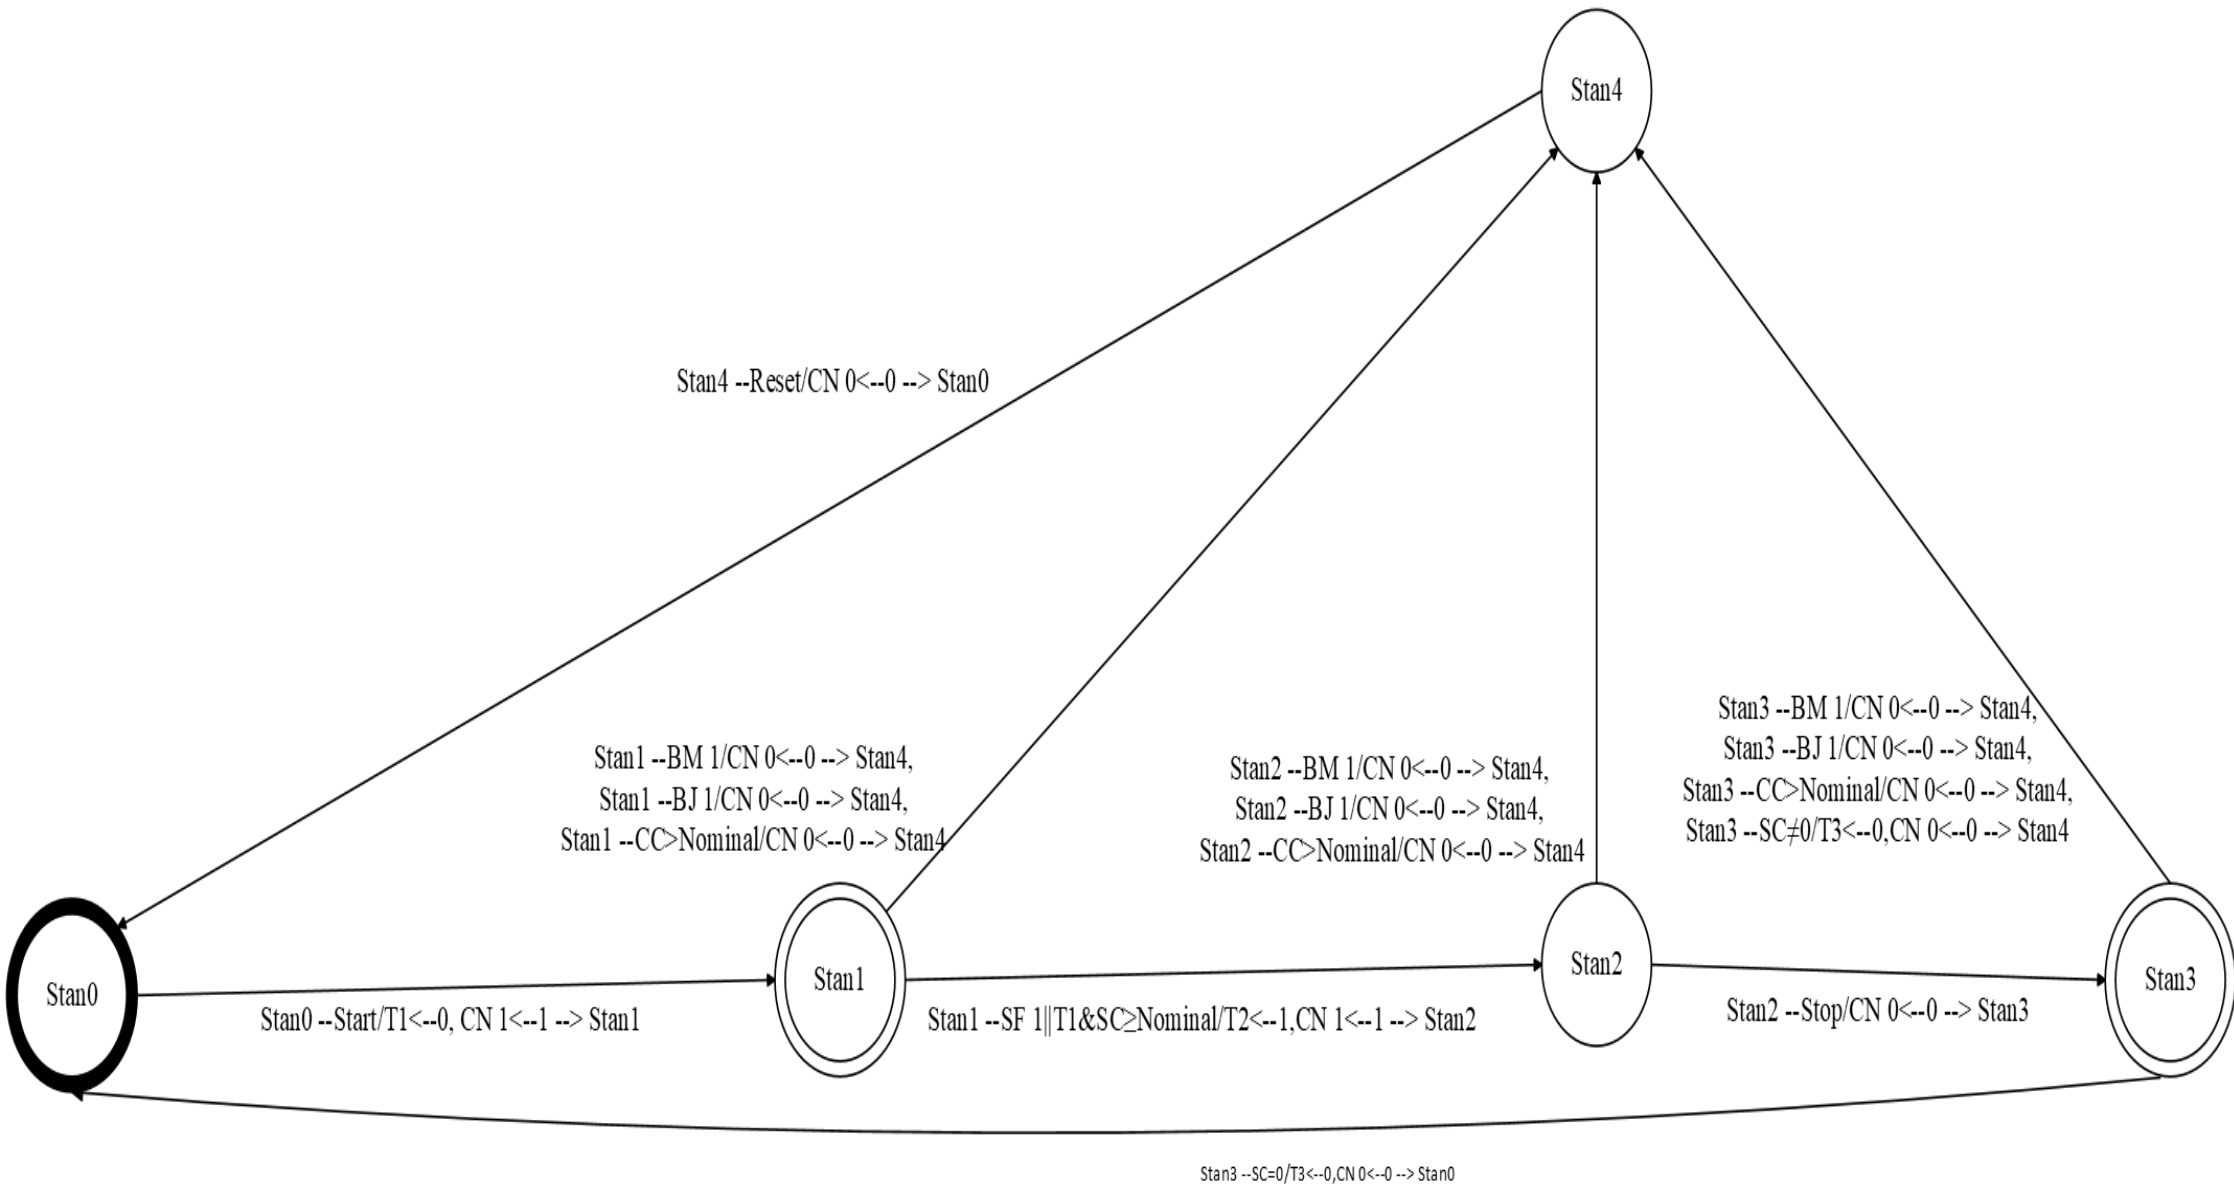 Stan4
Stan4 --Reset/CN 0<--0 --> Stan0
Stan1 --BM 1/CN 0<--0 --> Stan4,
Stan1 --BJ 1/CN 0<--0 --> Stan4,
Stan1 --CC>Nominal/CN 0<--0 --> Stan4
Stan2 --BM 1/CN 0<--0 --> Stan4,
Stan2 --BJ 1/CN 0<--0 --> Stan4,
Stan2 --CC>Nominal/CN 0<--0 --> Stan4
Stan3 --BM 1/CN 0<--0 --> Stan4,
Stan3 --BJ 1/CN 0<--0 --> Stan4,
Stan3 --CC>Nominal/CN 0<--0 --> Stan4,
Stan3 --SC≠0/T3<--0,CN 0<--0 --> Stan4
Stan0
Stan1
Stan2
Stan3
Stan0 --Start/T1<--0, CN 1<--1 --> Stan1
Stan1 --SF 1||T1&SC≥Nominal/T2<--1,CN 1<--1 --> Stan2
Stan2 --Stop/CN 0<--0 --> Stan3
Stan3 --SC=0/T3<--0,CN 0<--0 --> Stan0